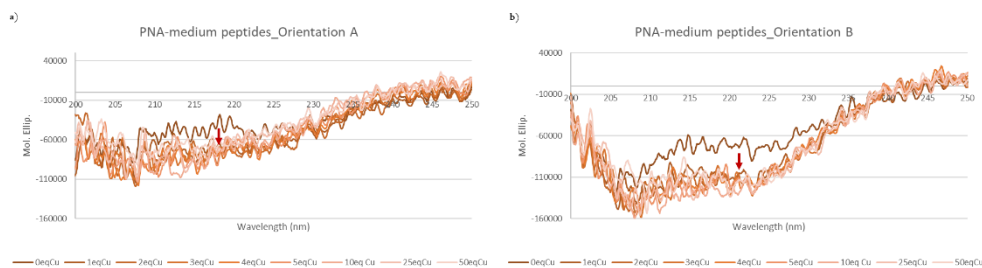 a)
PNA-medium peptides_Orientation A
40000
-10000
-60000
-110000
-160000
Mol. Ellip.
200 205 210 215 220 225 230 235 240 245 250
Wavelength (nm)
0eqCu 1eqCu 2eqCu 3eqCu 4eqCu 5eqCu 10eq Cu 25eqCu 50eqCu
b)
PNA-medium peptides_Orientation B
40000
-10000
-60000
-110000
-160000
Mol. Ellip.
200 205 210 215 220 225 230 235 240 245 250
Wavelength (nm)
0eqCu 1eqCu 2eqCu 3eqCu 4eqCu 5eqCu 10eq Cu 25eqCu 50eqCu